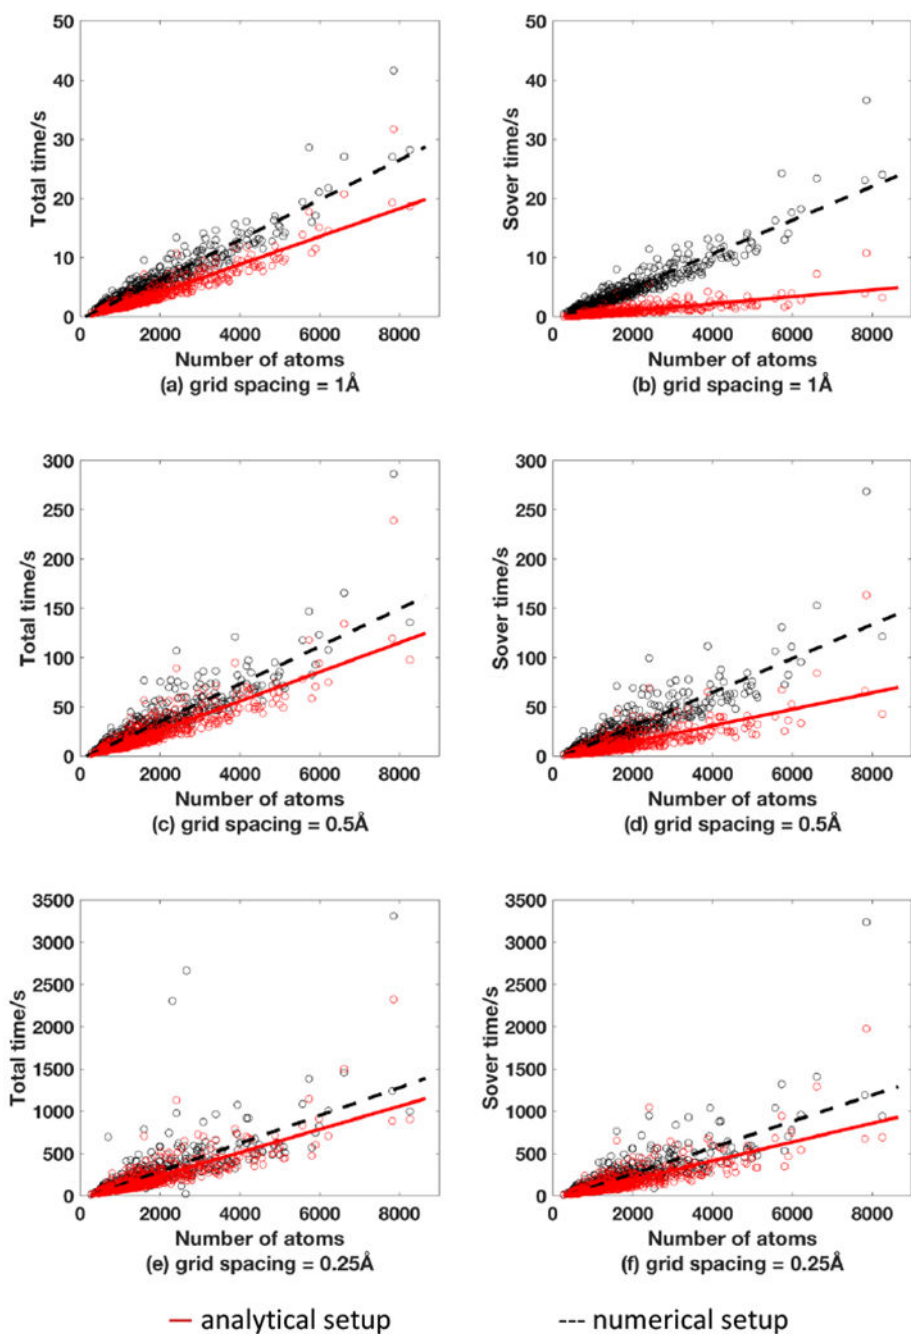 50
40
30
20
10
0
Total time/s
0 2000 4000 6000 8000
Number of atoms
(a) grid spacing = 1Å
50
40
30
20
10
0
Sover time/s
0 2000 4000 6000 8000
Number of atoms
(b) grid spacing = 1Å
300
250
200
150
100
50
0
Total time/s
0 2000 4000 6000 8000
Number of atoms
(c) grid spacing = 0.5Å
300
250
200
150
100
50
0
Sover time/s
0 2000 4000 6000 8000
Number of atoms
(d) grid spacing = 0.5Å
3500
3000
2500
2000
1500
1000
500
0
Total time/s
0 2000 4000 6000 8000
Number of atoms
(e) grid spacing = 0.25Å
3500
3000
2500
2000
1500
1000
500
0
Sover time/s
0 2000 4000 6000 8000
Number of atoms
(f) grid spacing = 0.25Å
analytical setup
numerical setup